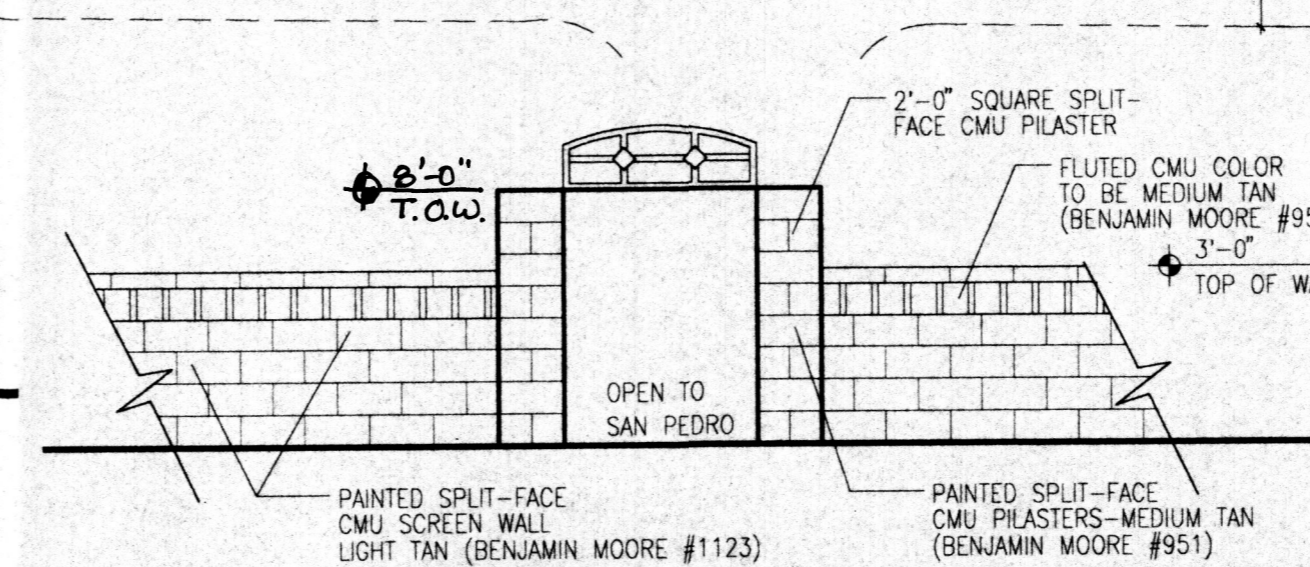 2'-0" SQUARE SPLIT-
FACE CMU PILASTER
FLUTED CMU COLOR
TO BE MEDIUM TAN
(BENJAMIN MOORE
8'-0"
T.O.W.
3'-0"
TOP OF
OPEN TO
SAN PEDRO
PAINTED SPLIT-FACE
CMU SCREEN WALL
LIGHT TAN (BENJAMIN MOORE #1123)
PAINTED SPLIT-FACE
CMU PILASTERS-MEDIUM TAN
(BENJAMIN MOORE #951)